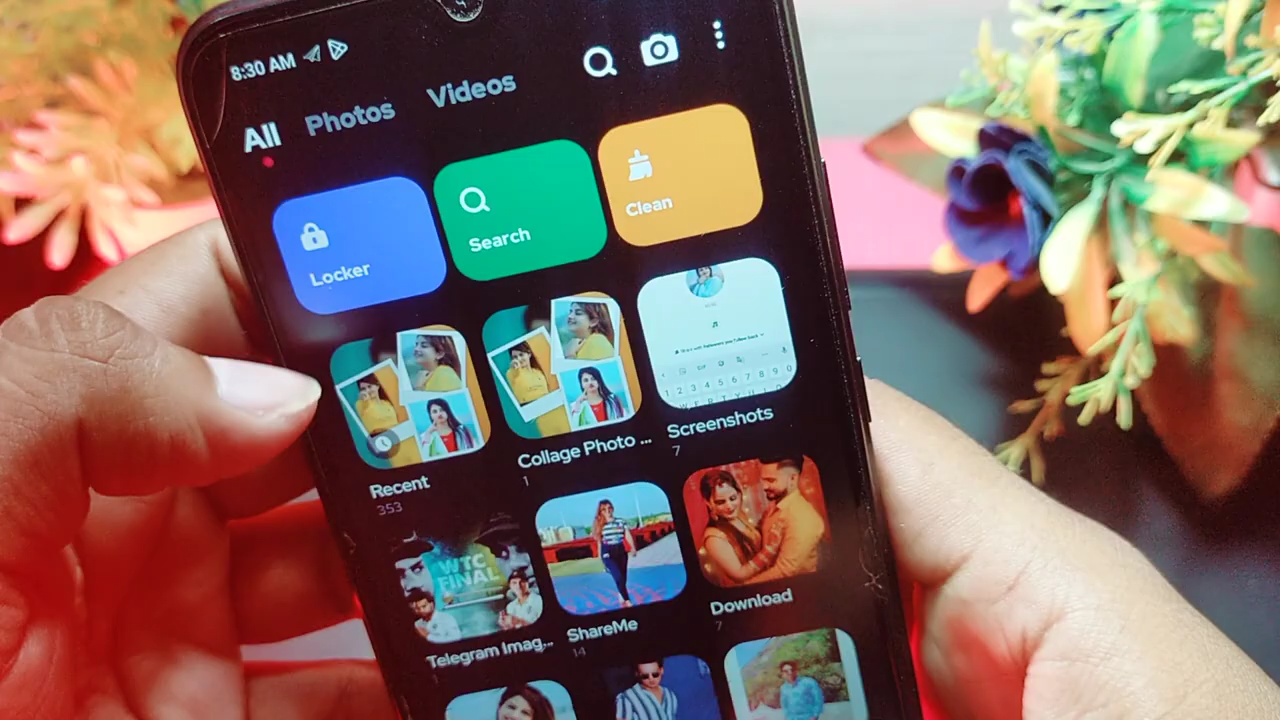 8:30 AM
All Photos Videos
Locker
Search
Clean
Recent
353
Collage Photo ...
1
Screenshots
7
WTC
FINAL
Telegram Imag...
ShareMe
14
Download
7